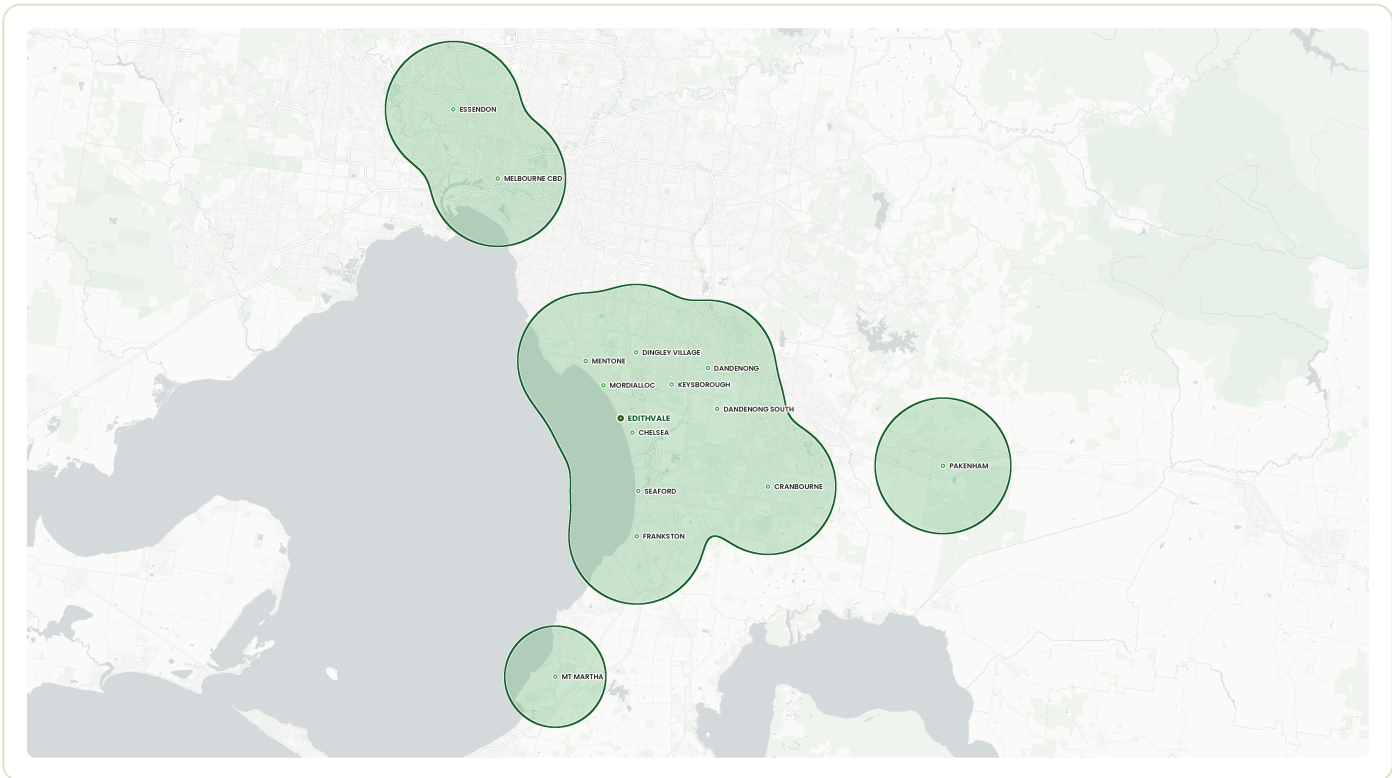 ESSENDON
MELBOURNE CBD
DINGLEY VILLAGE
MENTONE
DANDENONG
MORDIALLOC
KEYSBOROUGH
DANDENONG SOUTH
EDITHVALE
CHELSEA
PAKENHAM
CRANBOURNE
SEAFORD
FRANKSTON
MT MARTHA